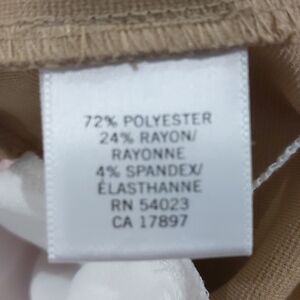 72% POLYESTER
24% RAYON/
RAYONNE
4% SPANDEX/
ÉLASTHANNE
RN 54023
CA 17897